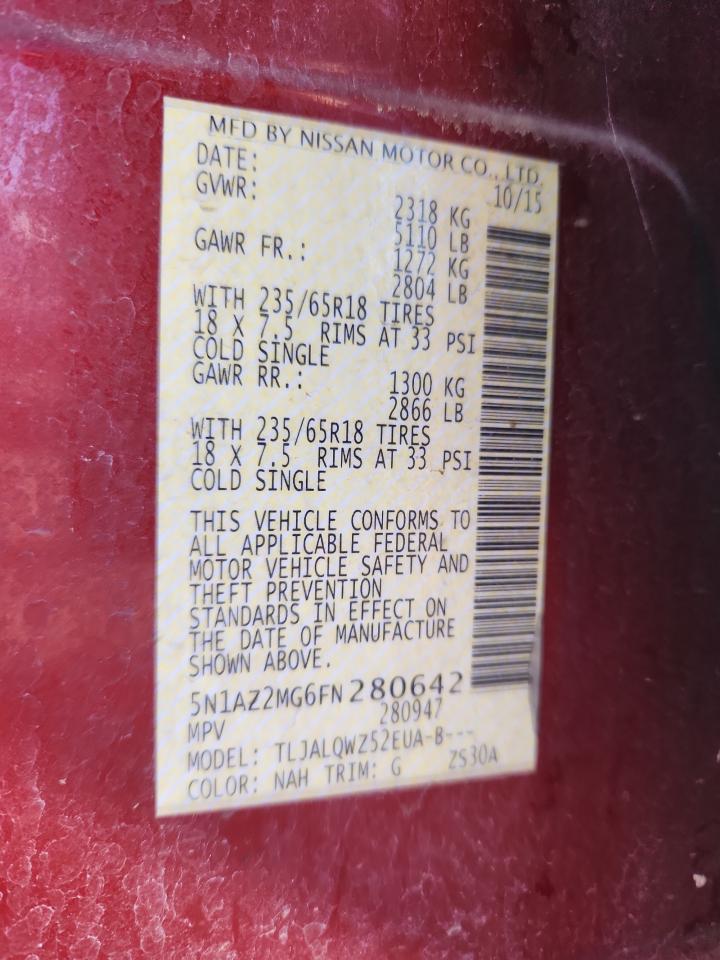 MFD BY NISSAN MOTOR CO., LTD.
DATE: 10/15
GVWR: 2318 KG
5110 LB
GAWR FR.: 1272 KG
2804 LB
WITH 235/65R18 TIRES
18 X 7.5 RIMS AT 33 PSI
COLD SINGLE
GAWR RR.: 1300 KG
2866 LB
WITH 235/65R18 TIRES
18 X 7.5 RIMS AT 33 PSI
COLD SINGLE
THIS VEHICLE CONFORMS TO
ALL APPLICABLE FEDERAL
MOTOR VEHICLE SAFETY AND
THEFT PREVENTION
STANDARDS IN EFFECT ON
THE DATE OF MANUFACTURE
SHOWN ABOVE.
5N1AZ2MG6FN280642
MPV 280947
MODEL: TLJALQWZ52EUA-B---
COLOR: NAH TRIM: G ZS30A